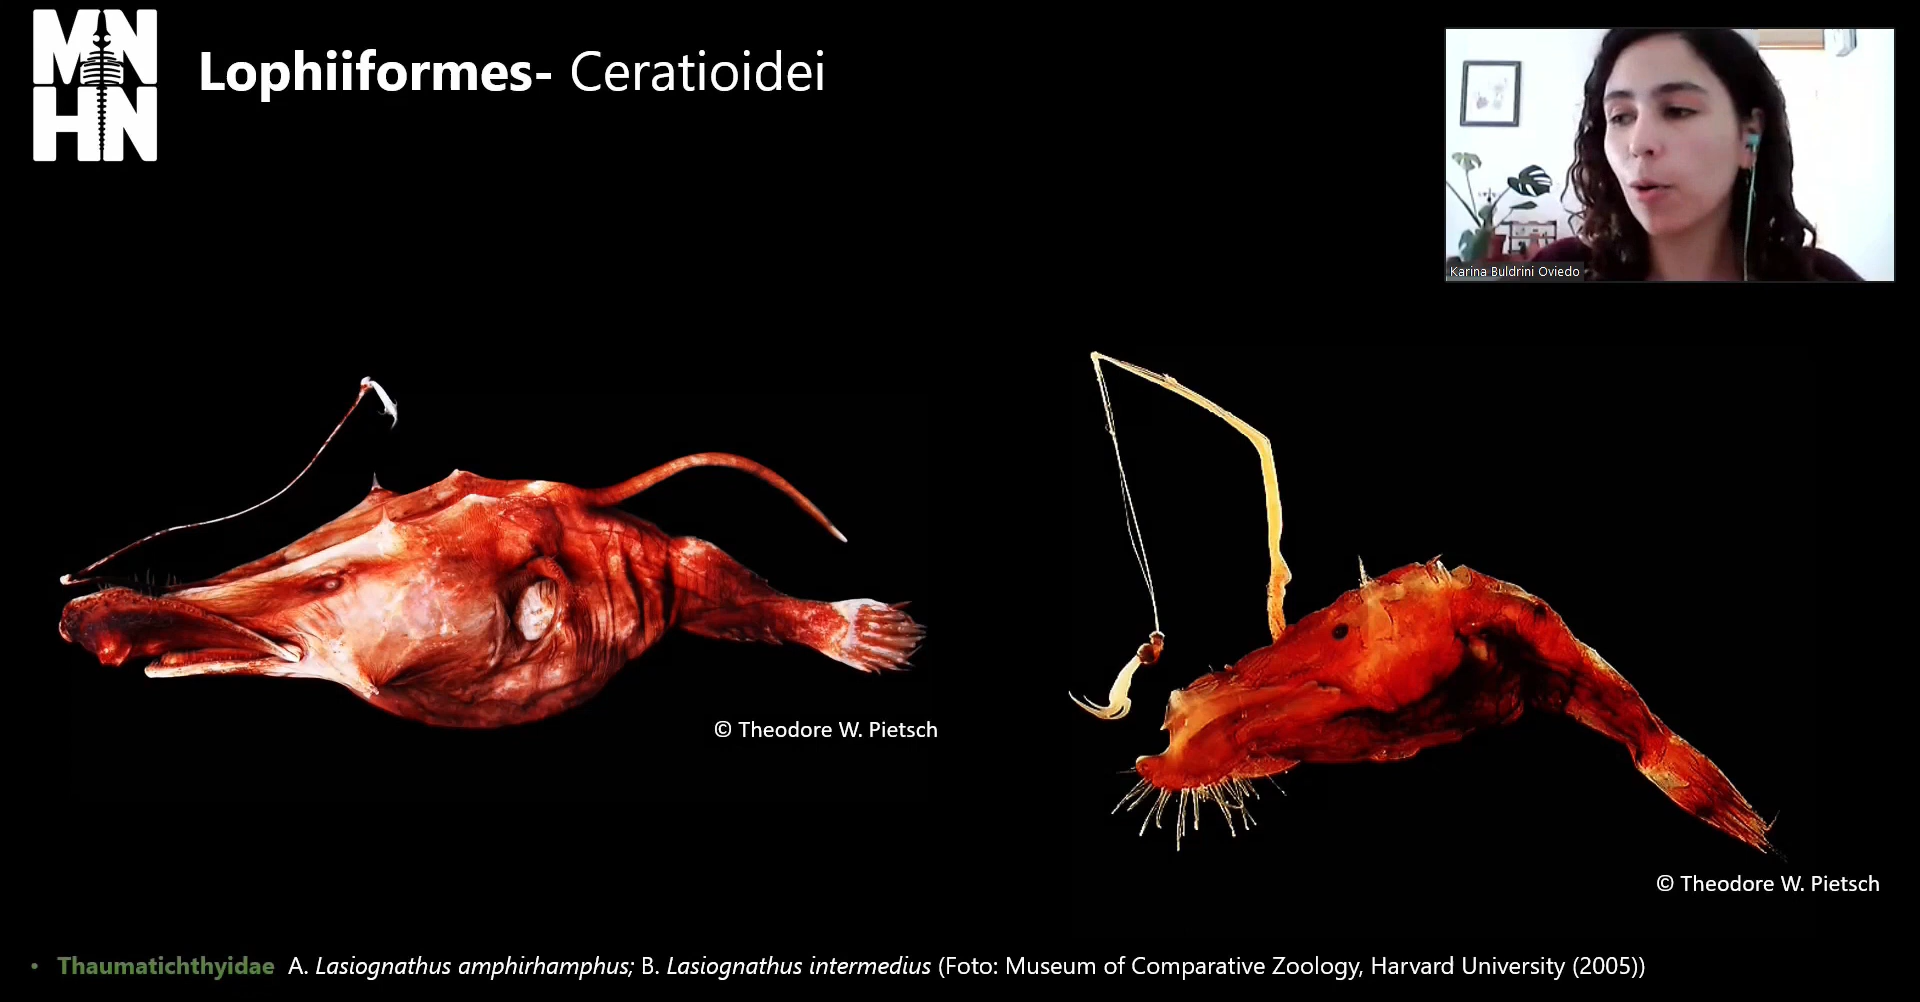 MN
HN
Lophiiformes- Ceratioidei
Karina Buldrini Oviedo
© Theodore W. Pietsch
© Theodore W. Pietsch
• Thaumatichthyidae A. Lasiognathus amphirhamphus; B. Lasiognathus intermedius (Foto: Museum of Comparative Zoology, Harvard University (2005))